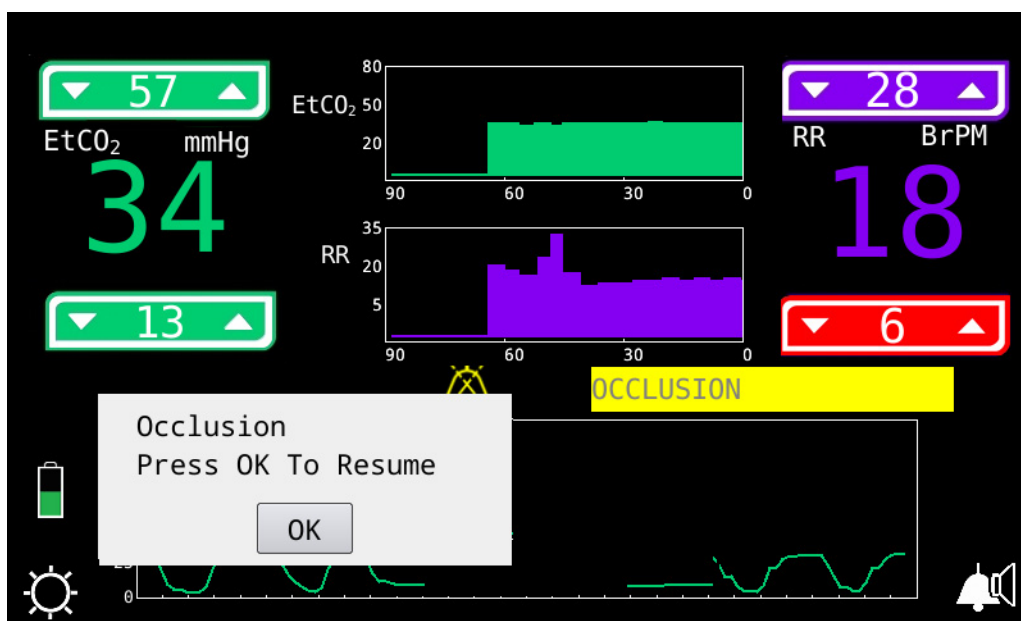 57
EtCO₂ mmHg
34
13
EtCO₂
80
50
20
90 60 30 0
RR
35
20
5
90 60 30 0
28
RR BrPM
18
6
OCCLUSION
Occlusion
Press OK To Resume
OK
0